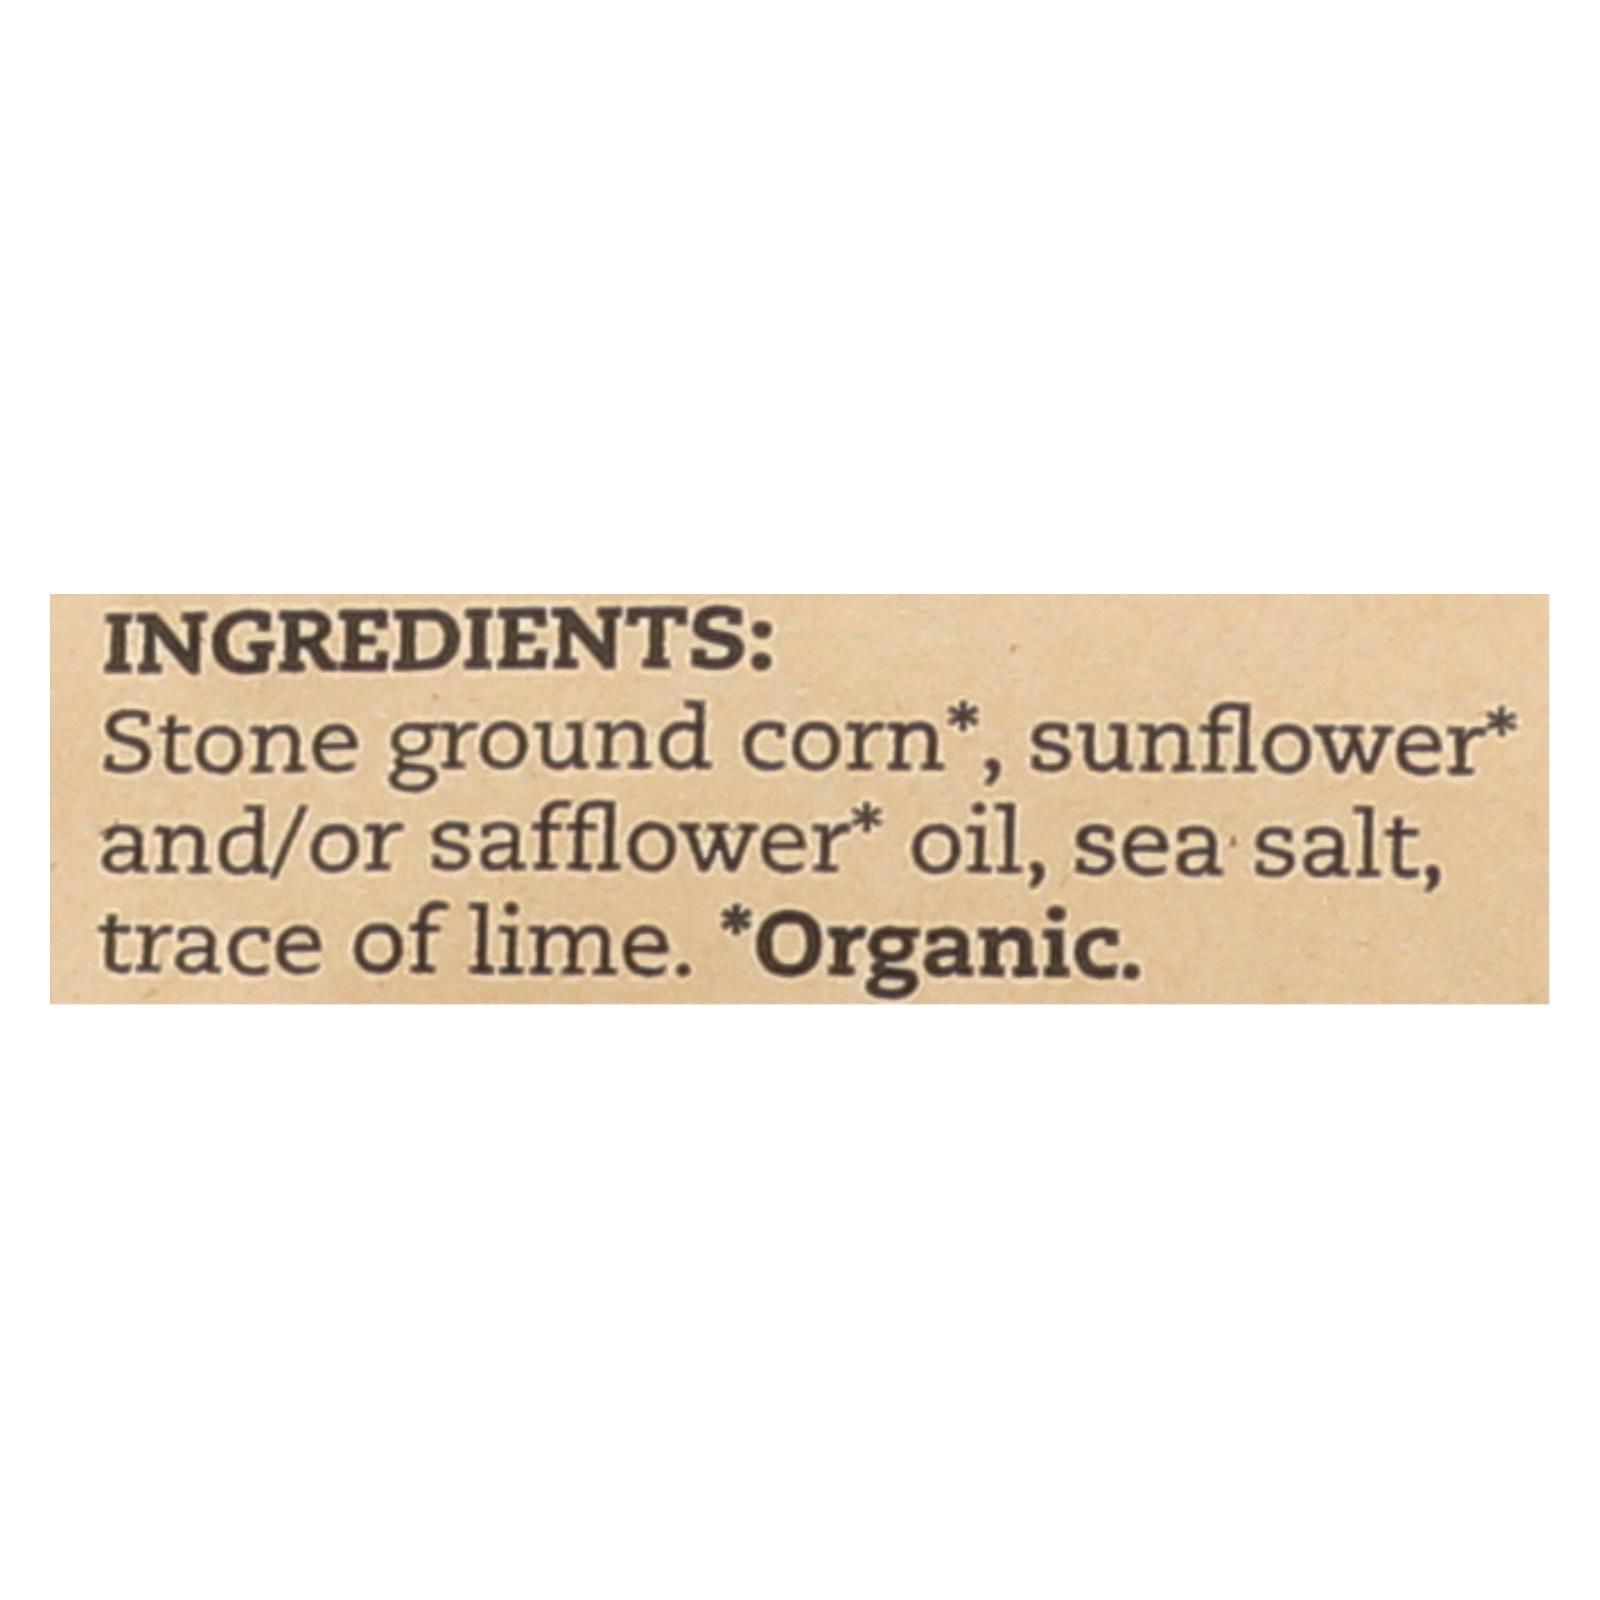 INGREDIENTS:
Stone ground corn*, sunflower*
and/or safflower* oil, sea salt,
trace of lime. *Organic.